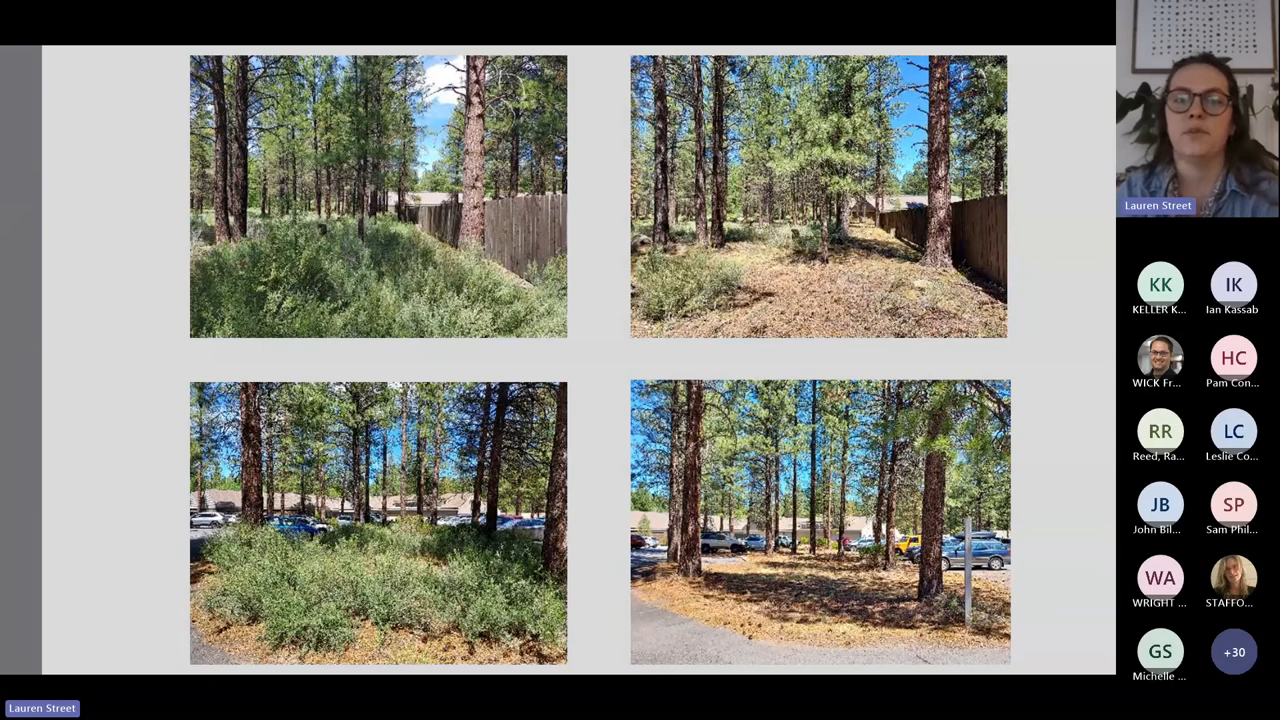 Lauren Street
KK
IK
KELLER K...
Ian Kassab
HC
WICK Fr...
Pam Con...
RR
LC
Reed, Ra...
Leslie Co...
JB
SP
John Bil...
Sam Phil...
WA
WRIGHT ...
STAFFO...
GS
+30
Michelle ...
Lauren Street